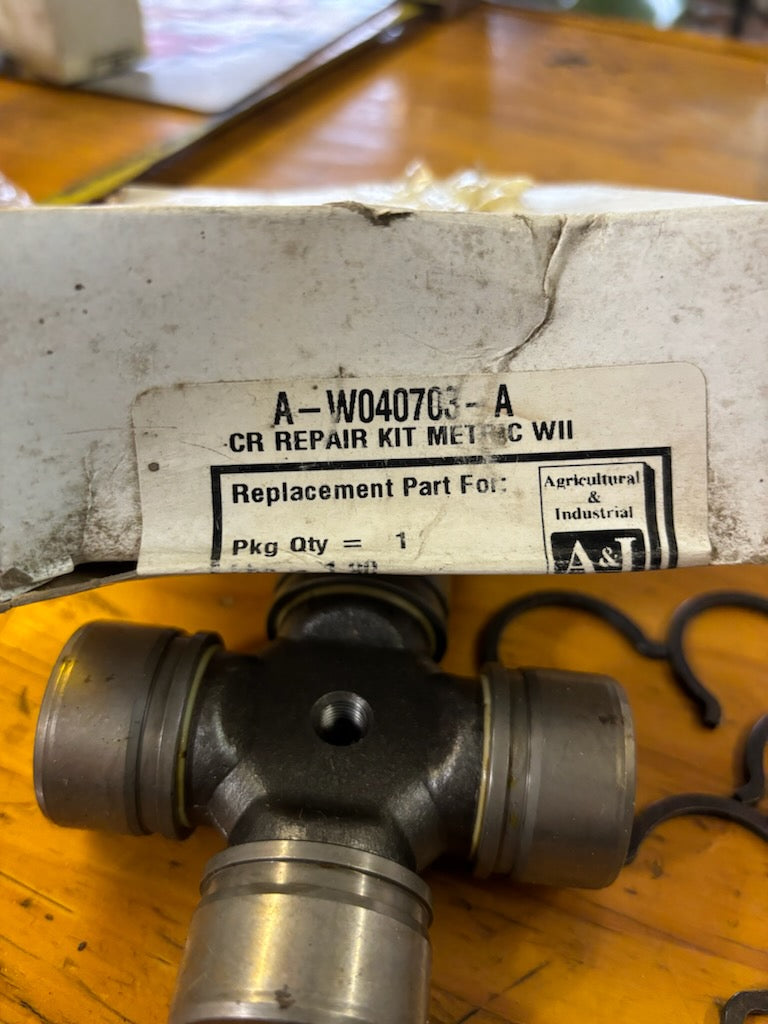 A-W040703-A
CR REPAIR KIT METRIC WII
Replacement Part For:
Agricultural
&
Industrial
Pkg Qty = 1
A&I